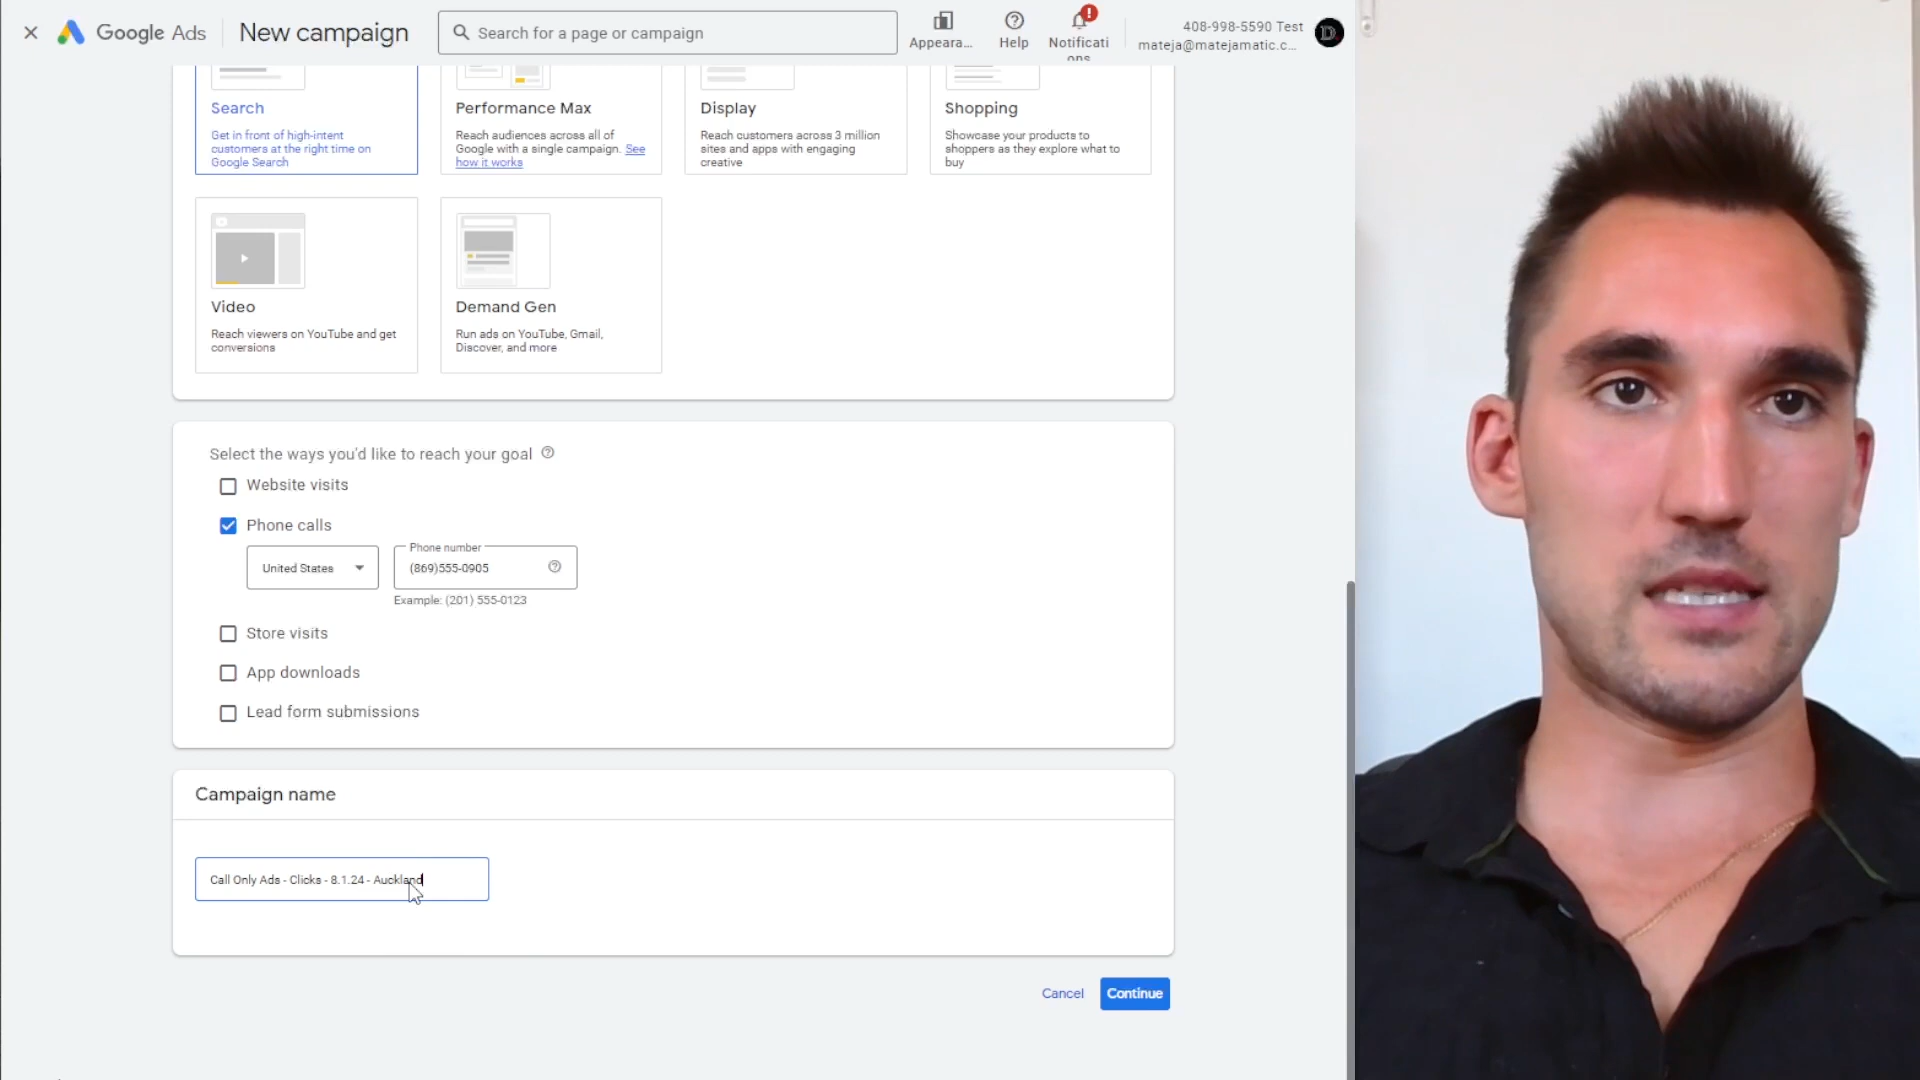 Google Ads
New campaign
Search for a page or campaign
Appeara...
Help
Notificati
ons
408-998-5590 Test
mateja@matejamatic.c...
D.
Search
Get in front of high-intent
customers at the right time on
Google Search
Performance Max
Reach audiences across all of
Google with a single campaign. See
how it works
Display
Reach customers across 3 million
sites and apps with engaging
creative
Shopping
Showcase your products to
shoppers as they explore what to
buy
Video
Reach viewers on YouTube and get
conversions
Demand Gen
Run ads on YouTube, Gmail,
Discover, and more
Select the ways you'd like to reach your goal
Website visits
Phone calls
United States
Phone number
(869)555-0905
Example: (201) 555-0123
Store visits
App downloads
Lead form submissions
Campaign name
Call Only Ads - Clicks - 8.1.24 - Auckland
Cancel
Continue